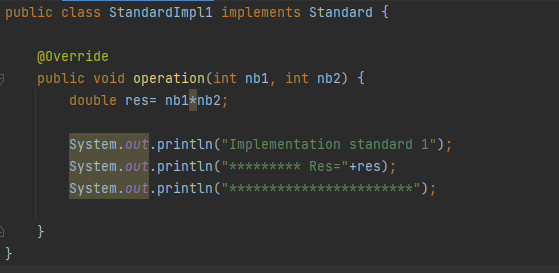 public class StandardImpl1 implements Standard {
@Override
public void operation(int nb1, int nb2) {
double res= nb1*nb2;
System.out.println("Implementation standard 1");
System.out.println("********* Res="+res);
System.out.println("***********************");
}
}